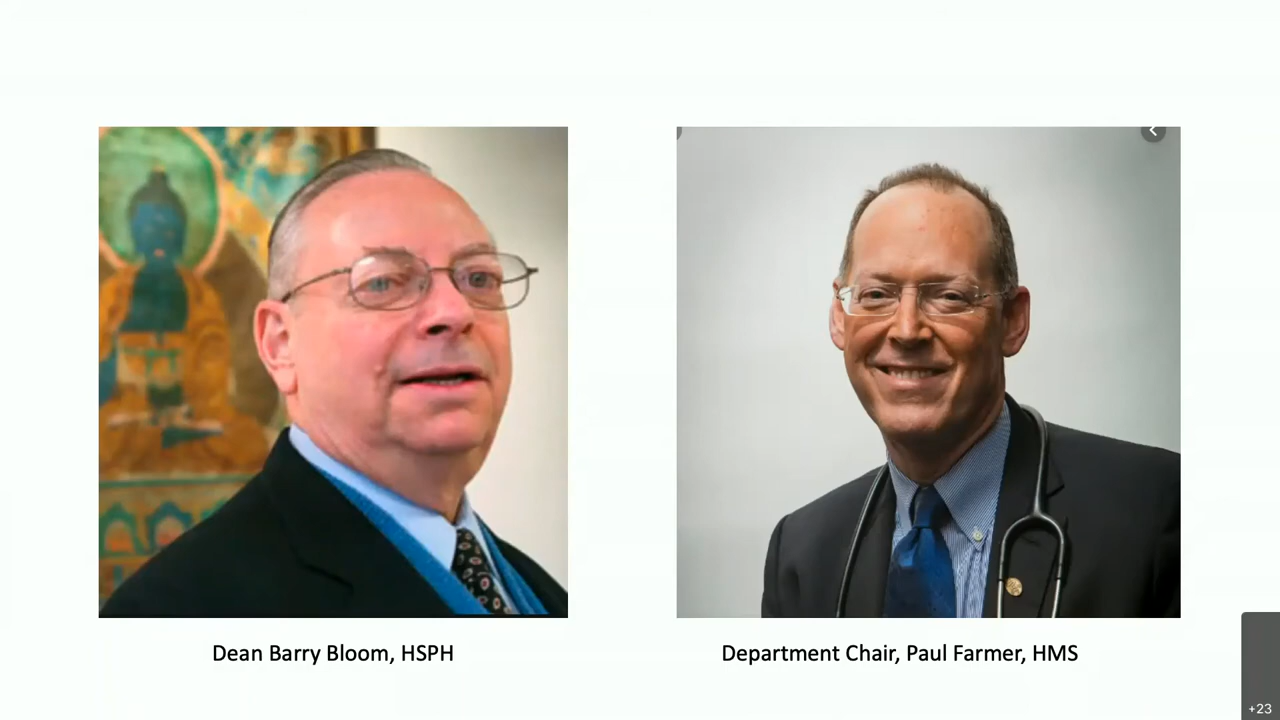 Dean Barry Bloom, HSPH
Department Chair, Paul Farmer, HMS
+23